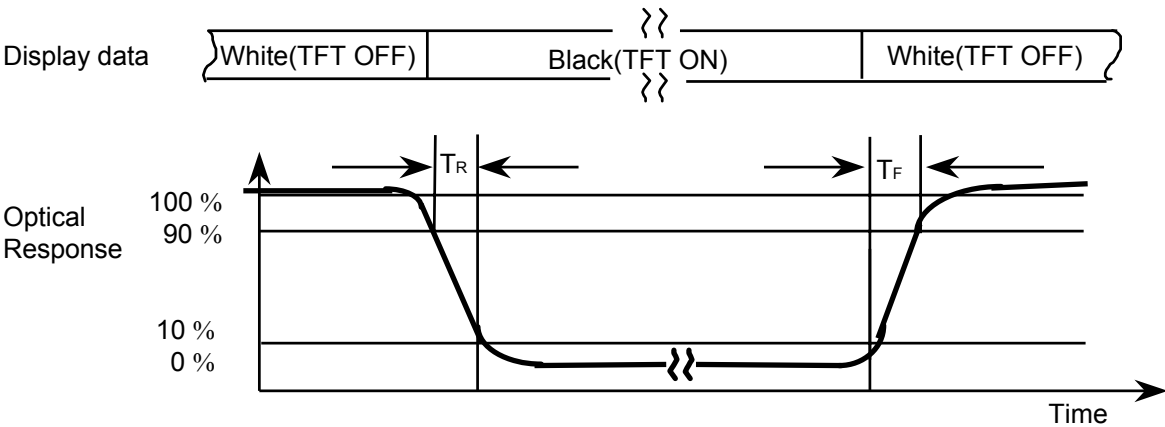 Display data
White(TFT OFF)
Black(TFT ON)
White(TFT OFF)
TR
TF
Optical
Response
100 %
90 %
10 %
0 %
Time